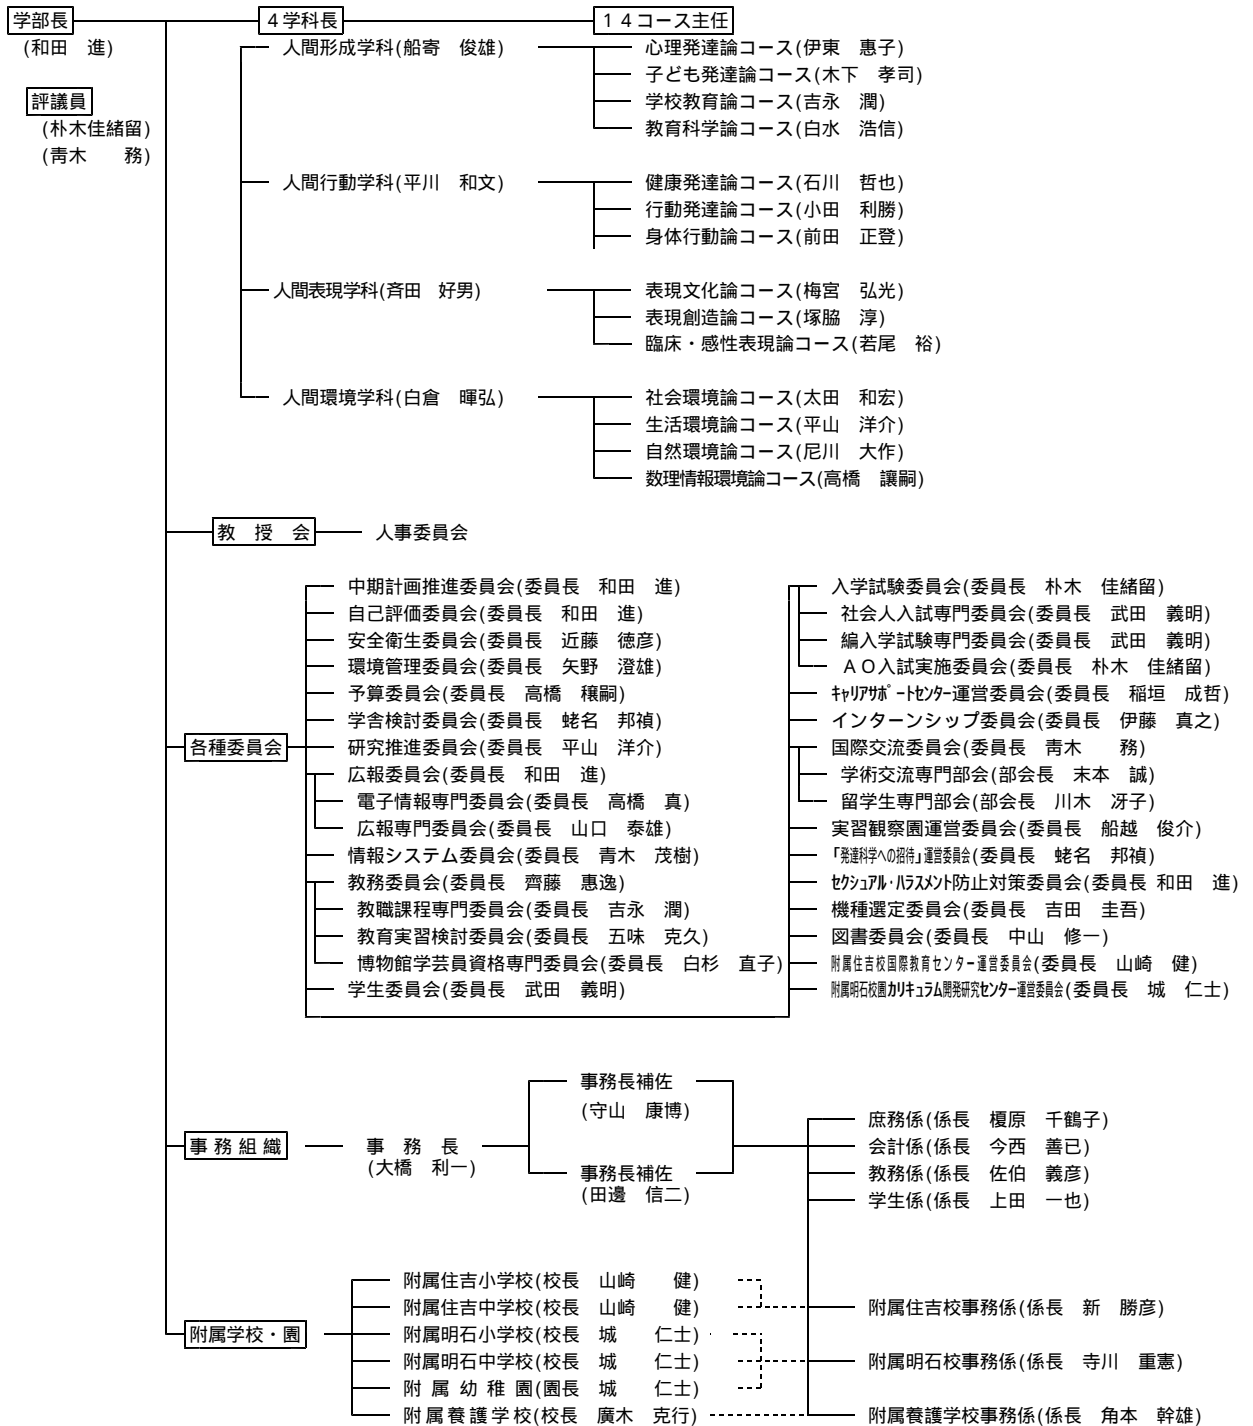 学部長 4学科長 14コース主任
(和田 進)
人間形成学科(船寄 俊雄) 心理発達論コース(伊東 惠子)
子ども発達論コース(木下 孝司)
評議員
学校教育論コース(吉永 潤)
(朴木佳緒留)
教育科学論コース(白水 浩信)
(青木 務)
人間行動学科(平川 和文) 健康発達論コース(石川 哲也)
行動発達論コース(小田 利勝)
身体行動論コース(前田 正登)
人間表現学科(斉田 好男) 表現文化論コース(梅宮 弘光)
表現創造論コース(塚脇 淳)
臨床・感性表現論コース(若尾 裕)
人間環境学科(白倉 暉弘) 社会環境論コース(太田 和宏)
生活環境論コース(平山 洋介)
自然環境論コース(尼川 大作)
数理情報環境論コース(高橋 譲嗣)
教 授 会 人事委員会
各種委員会
中期計画推進委員会(委員長 和田 進)
自己評価委員会(委員長 和田 進)
安全衛生委員会(委員長 近藤 徳彦)
環境管理委員会(委員長 矢野 澄雄)
予算委員会(委員長 高橋 穣嗣)
学舎検討委員会(委員長 蛯名 邦禎)
研究推進委員会(委員長 平山 洋介)
広報委員会(委員長 和田 進)
電子情報専門委員会(委員長 高橋 真)
広報専門委員会(委員長 山口 泰雄)
情報システム委員会(委員長 青木 茂樹)
教務委員会(委員長 齊藤 惠逸)
教職課程専門委員会(委員長 吉永 潤)
教育実習検討委員会(委員長 五味 克久)
博物館学芸員資格専門委員会(委員長 白杉 直子)
学生委員会(委員長 武田 義明)
入学試験委員会(委員長 朴木 佳緒留)
社会人入試専門委員会(委員長 武田 義明)
編入学試験専門委員会(委員長 武田 義明)
AO入試実施委員会(委員長 朴木 佳緒留)
ｷｬﾘｱｻﾎﾟｰﾄｾﾝﾀｰ運営委員会(委員長 稲垣 成哲)
インターンシップ委員会(委員長 伊藤 真之)
国際交流委員会(委員長 青木 務)
学術交流専門部会(部会長 末本 誠)
留学生専門部会(部会長 川木 冴子)
実習観察園運営委員会(委員長 船越 俊介)
「発達科学への招待」運営委員会(委員長 蛯名 邦禎)
ｾｸｼｭｱﾙ･ﾊﾗｽﾒﾝﾄ防止対策委員会(委員長 和田 進)
機種選定委員会(委員長 吉田 圭吾)
図書委員会(委員長 中山 修一)
附属住吉校国際教育センター運営委員会(委員長 山崎 健)
附属明石校園カリキュラム開発研究センター運営委員会(委員長 城 仁士)
事務組織 事 務 長
(大橋 利一)
事務長補佐
(守山 康博)
事務長補佐
(田邊 信二)
庶務係(係長 榎原 千鶴子)
会計係(係長 今西 善已)
教務係(係長 佐伯 義彦)
学生係(係長 上田 一也)
附属学校・園
附属住吉小学校(校長 山崎 健)
附属住吉中学校(校長 山崎 健) 附属住吉校事務係(係長 新 勝彦)
附属明石小学校(校長 城 仁士)
附属明石中学校(校長 城 仁士) 附属明石校事務係(係長 寺川 重憲)
附 属 幼 稚 園(園長 城 仁士)
附属養護学校(校長 廣木 克行) 附属養護学校事務係(係長 角本 幹雄)